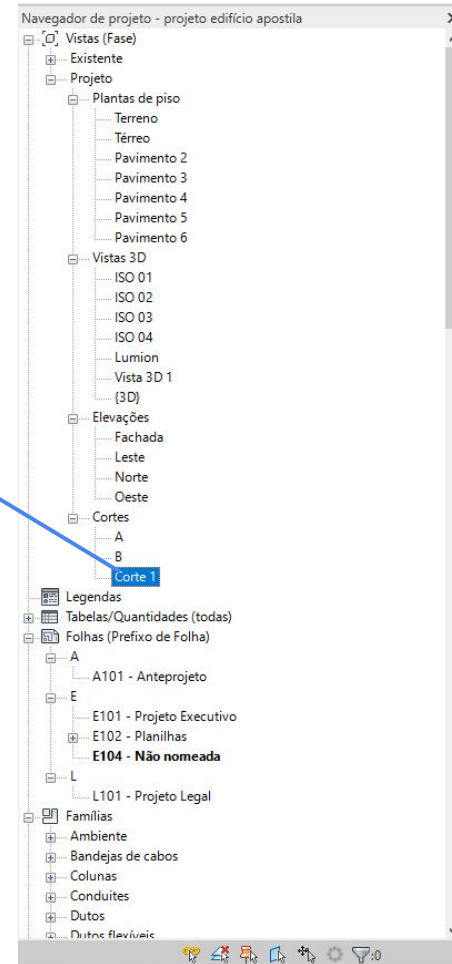 Navegador de projeto - projeto edifício apostila
Vistas (Fase)
Existente
Projeto
Plantas de piso
Terreno
Térreo
Pavimento 2
Pavimento 3
Pavimento 4
Pavimento 5
Pavimento 6
Vistas 3D
ISO 01
ISO 02
ISO 03
ISO 04
Lumion
Vista 3D 1
{3D}
Elevações
Fachada
Leste
Norte
Oeste
Cortes
A
B
Corte 1
Legendas
Tabelas/Quantidades (todas)
Folhas (Prefixo de Folha)
A
A101 - Anteprojeto
E
E101 - Projeto Executivo
E102 - Planilhas
E104 - Não nomeada
L
L101 - Projeto Legal
Famílias
Ambiente
Bandejas de cabos
Colunas
Conduites
Dutos
Dutos flexíveis
:0